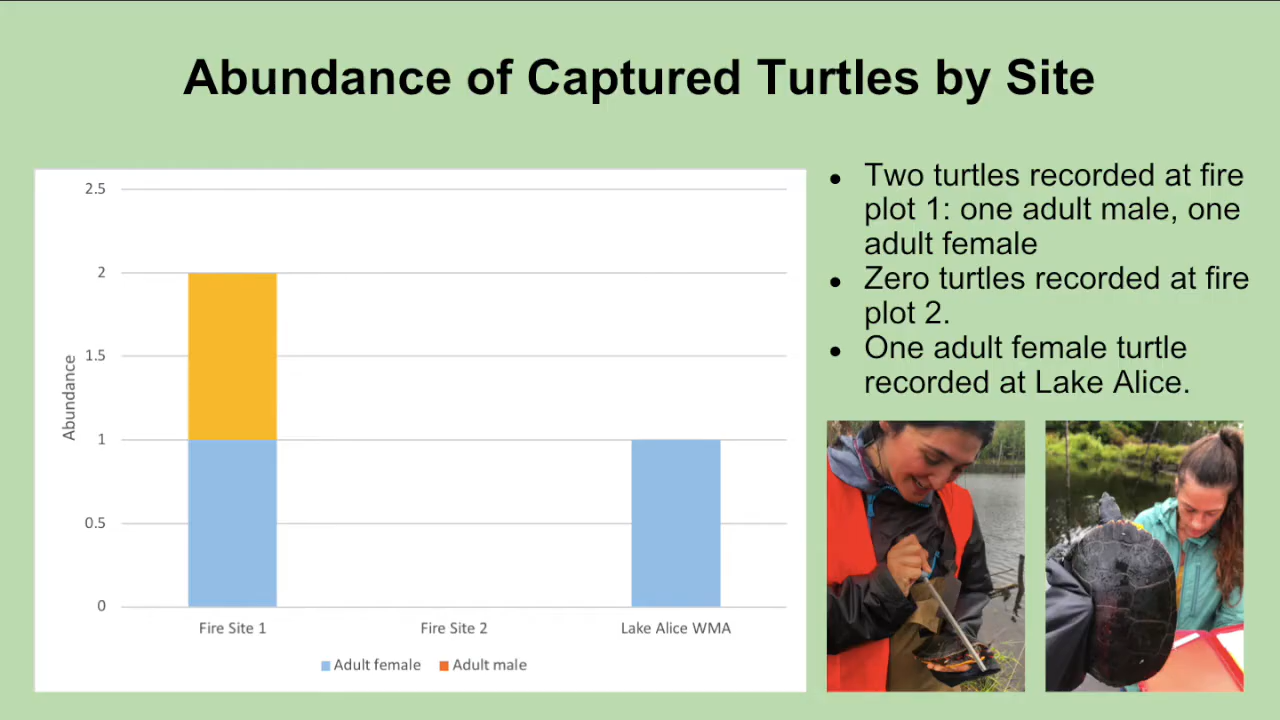 Abundance of Captured Turtles by Site
2.5
2
1.5
1
0.5
0
Abundance
Fire Site 1
Fire Site 2
Lake Alice WMA
Adult female
Adult male
● Two turtles recorded at fire
plot 1: one adult male, one
adult female
● Zero turtles recorded at fire
plot 2.
● One adult female turtle
recorded at Lake Alice.